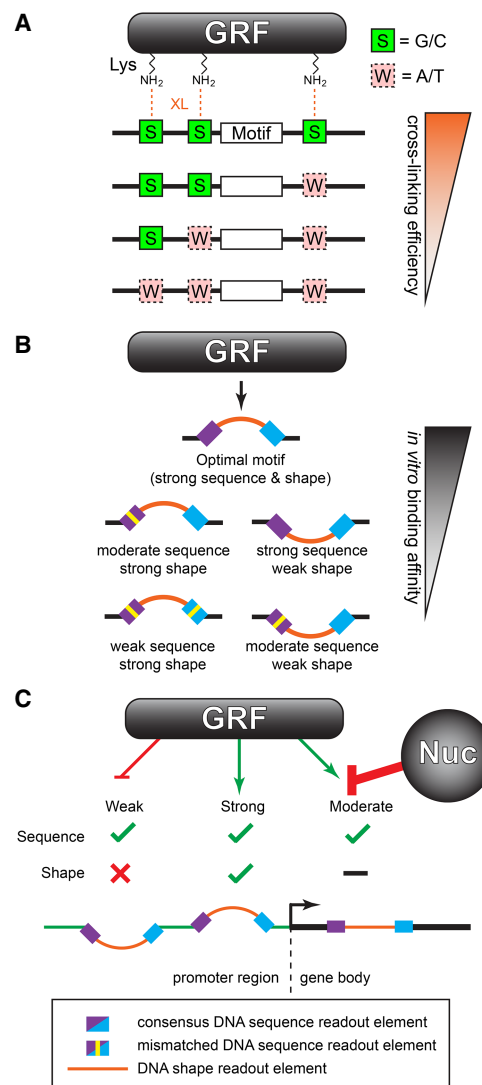 A
GRF
Lys
NH2
NH2
NH2
XL
S = G/C
W = A/T
S S Motif S
S S W
S W W
W W W
cross-linking efficiency
B
GRF
Optimal motif
(strong sequence & shape)
moderate sequence
strong shape
strong sequence
weak shape
weak sequence
strong shape
moderate sequence
weak shape
in vitro binding affinity
C
GRF
Nuc
Weak Strong Moderate
Sequence
Shape
promoter region gene body
consensus DNA sequence readout element
mismatched DNA sequence readout element
DNA shape readout element